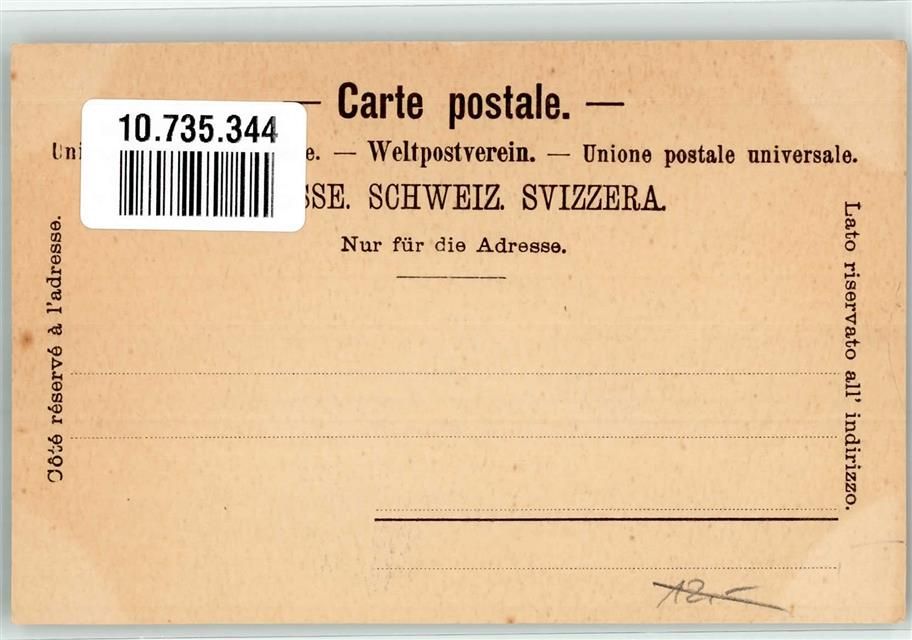 — Carte postale. —
10.735.344
Uni e. — Weltpostverein. — Unione postale universale.
SSE. SCHWEIZ. SVIZZERA.
Nur für die Adresse.
Côté réservé à l'adresse.
Lato riservato all' indirizzo.
12.-